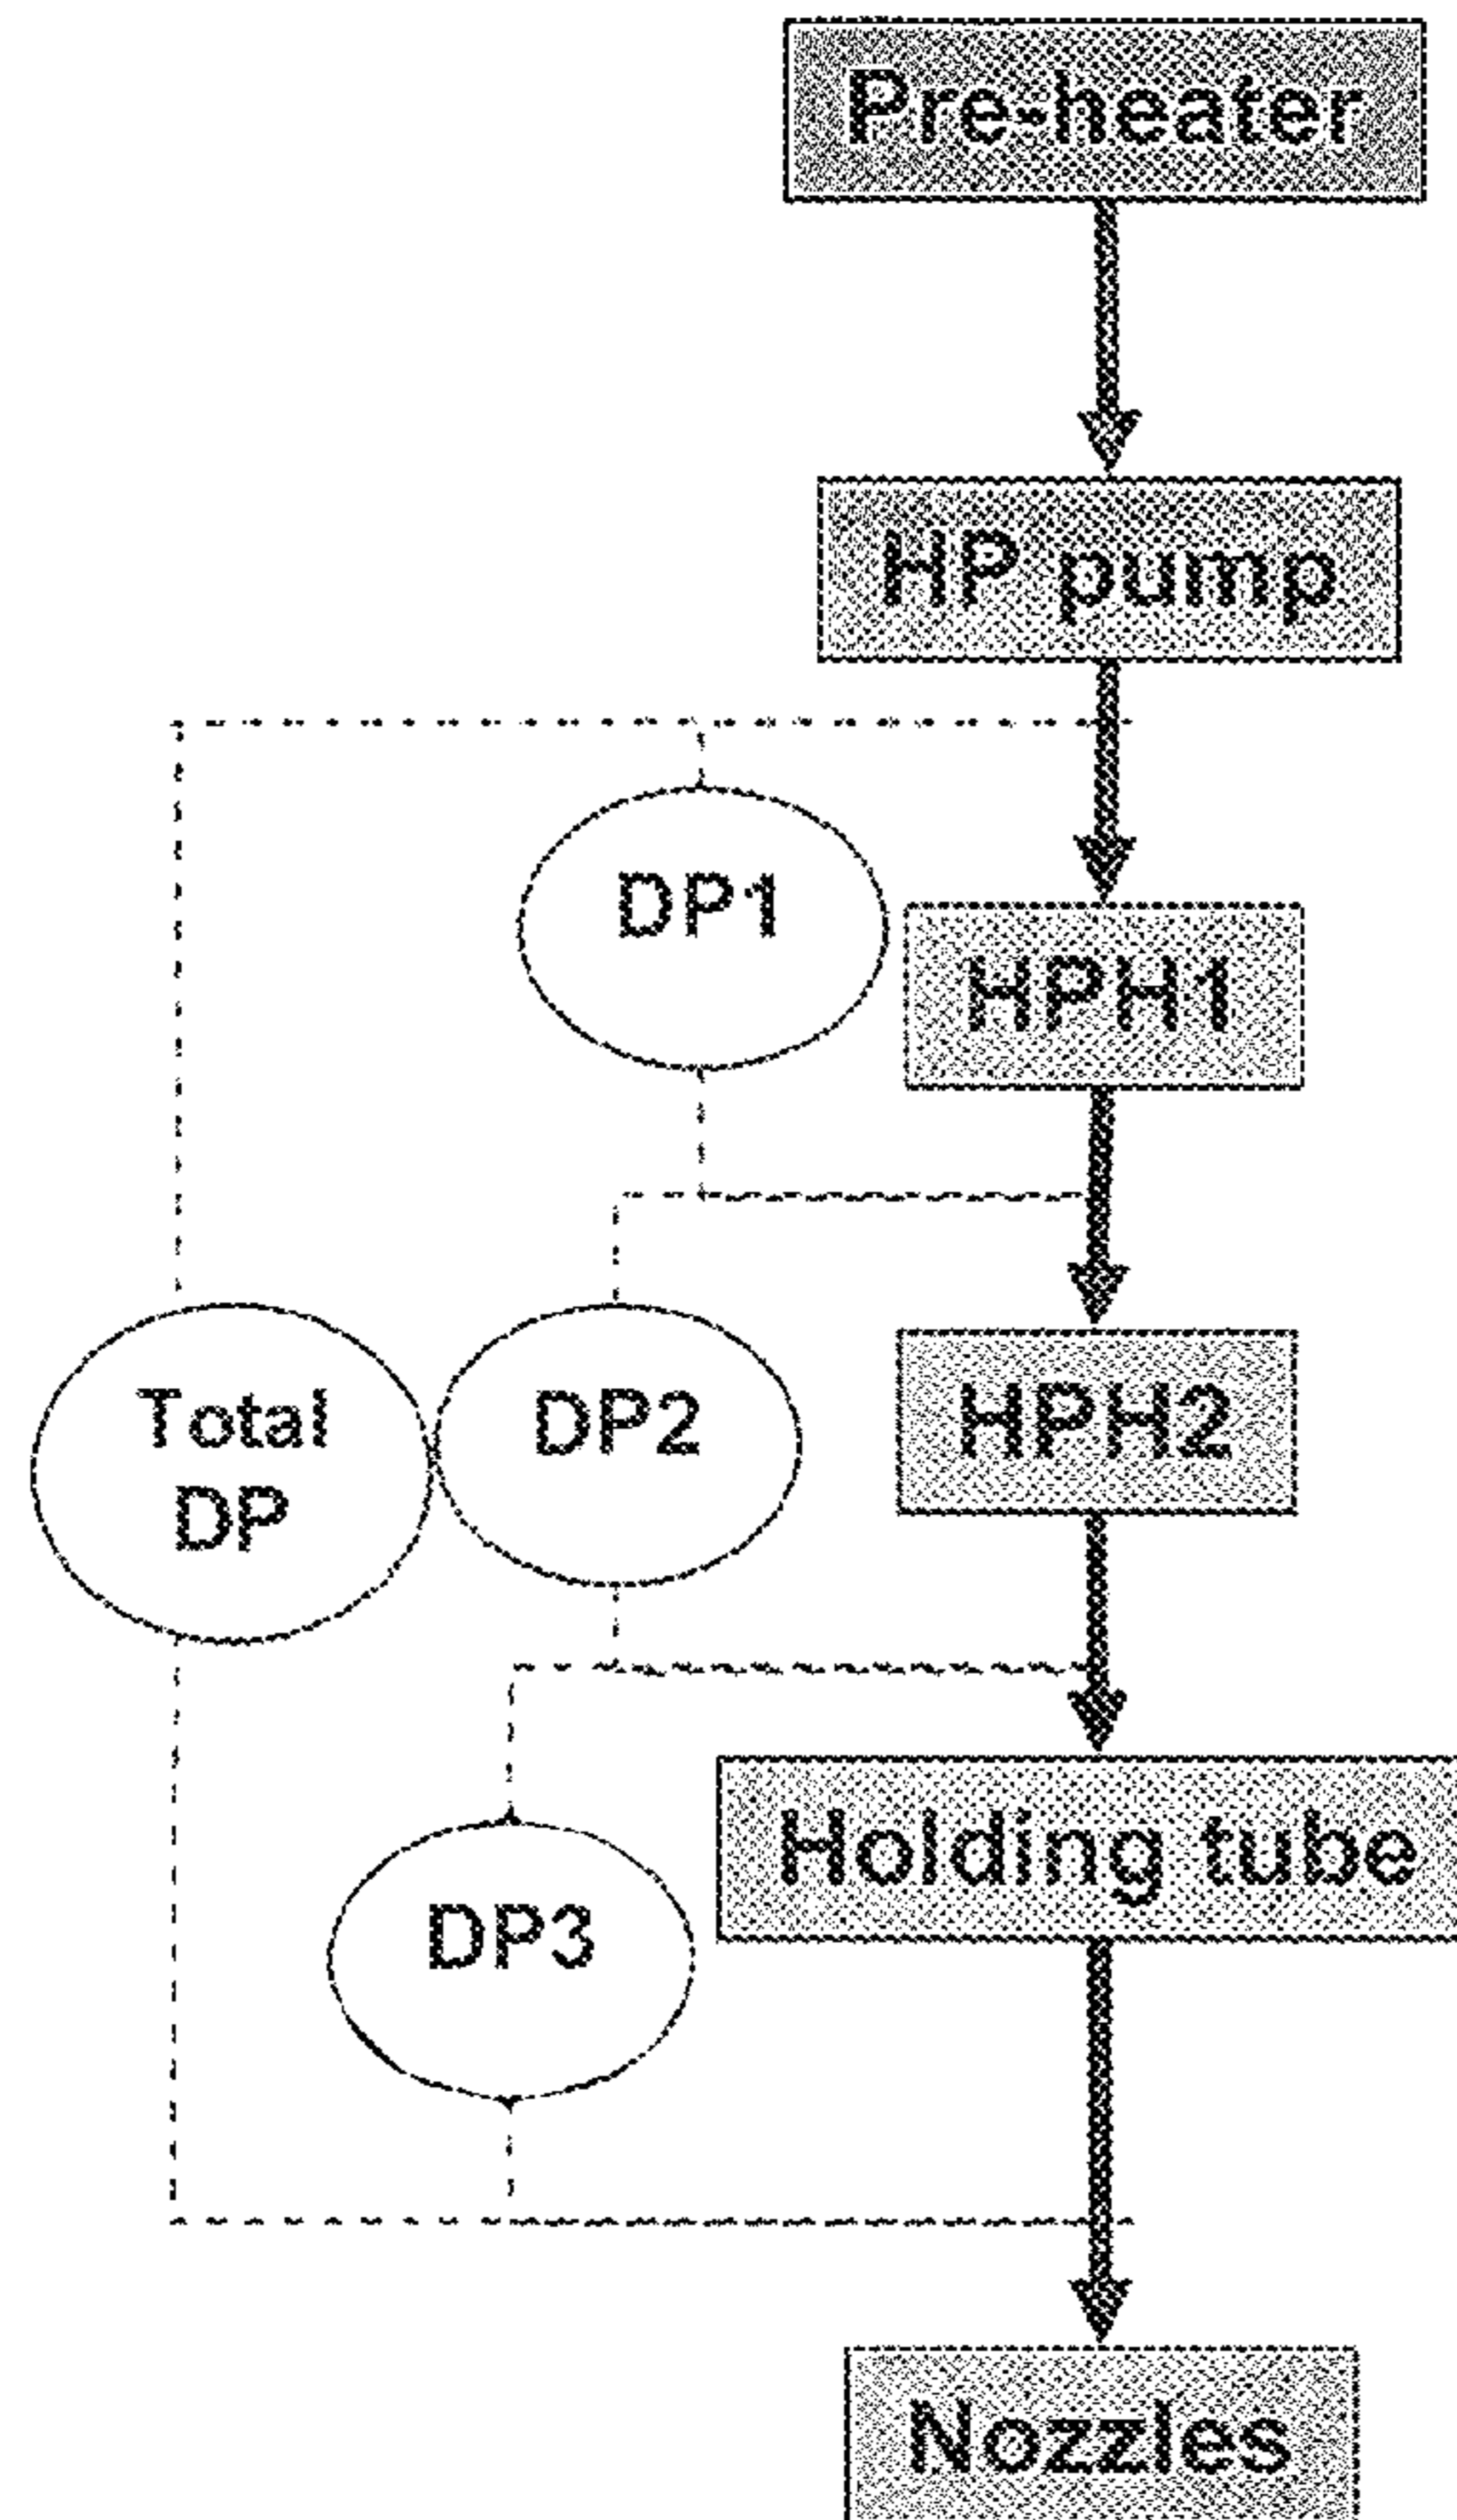 Pre-heater
HP pump
DP1
HPH1
Total
DP
DP2
HPH2
Holding tube
DP3
Nozzles